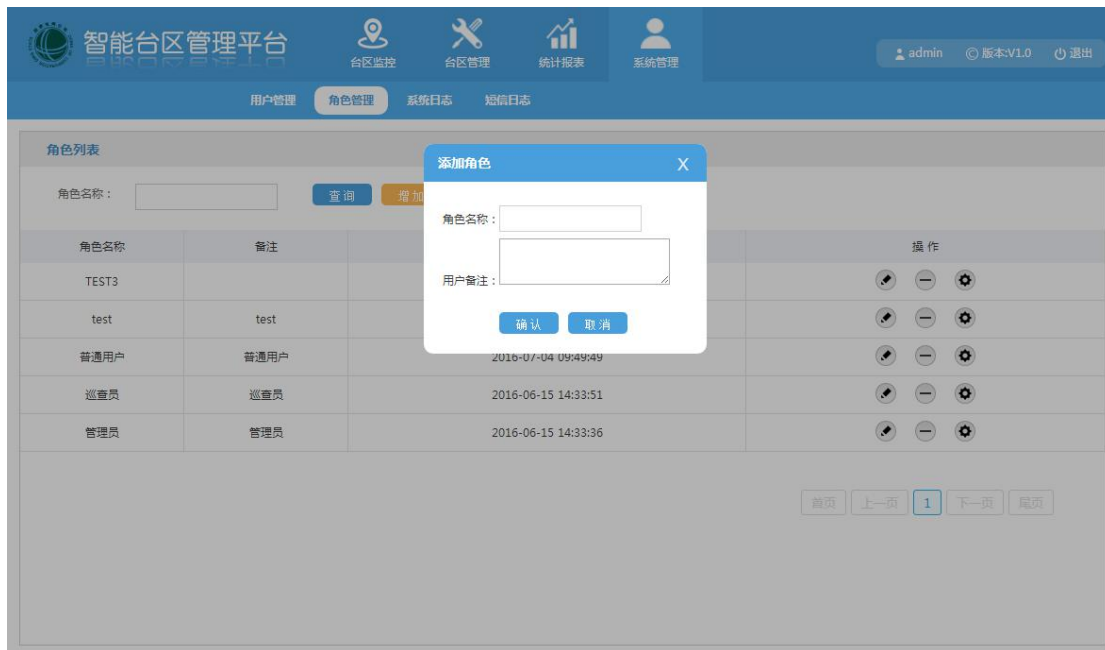 智能台区管理平台
台区监控 台区管理 统计报表 系统管理
admin © 版本:V1.0 退出
用户管理 角色管理 系统日志 短信日志
角色列表
添加角色 X
角色名称： 查询 增加
角色名称：
角色名称 备注 操作
TEST3
用户备注：
test test
确认 取消
普通用户 普通用户 2016-07-04 09:49:49
巡查员 巡查员 2016-06-15 14:33:51
管理员 管理员 2016-06-15 14:33:36
首页 上一页 1 下一页 尾页